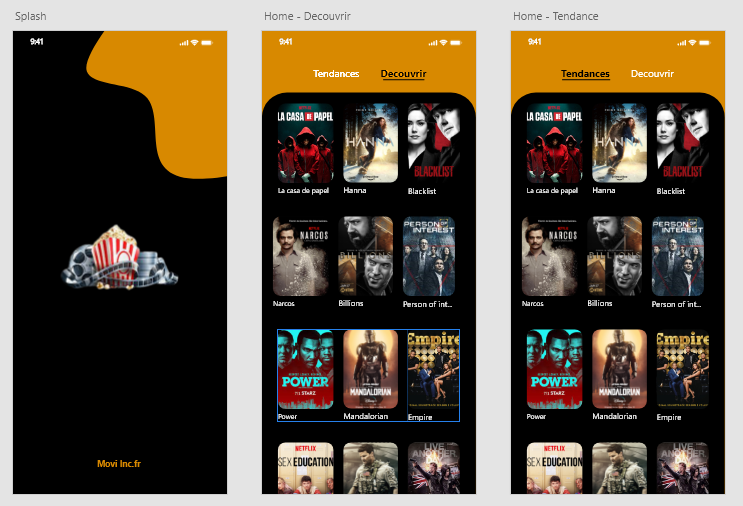 Splash
9:41
Movi Inc.fr
Home - Decouvrir
9:41
Tendances Decouvrir
LA CASA DE PAPEL
HANNA
BLACKLIST
La casa de papel
Hanna
Blacklist
NARCOS
BILLIONS
PERSON OF INTEREST
Narcos
Billions
Person of int...
POWER
STARZ
MANDALORIAN
Empire
Power
Mandalorian
Empire
NETFLIX
SEX EDUCATION
LIVE
ANOTHER
Home - Tendance
9:41
Tendances Decouvrir
LA CASA DE PAPEL
HANNA
BLACKLIST
La casa de papel
Hanna
Blacklist
NARCOS
BILLIONS
PERSON OF INTEREST
Narcos
Billions
Person of int...
POWER
STARZ
MANDALORIAN
Empire
Power
Mandalorian
Empire
NETFLIX
SEX EDUCATION
LIVE
ANOTHER